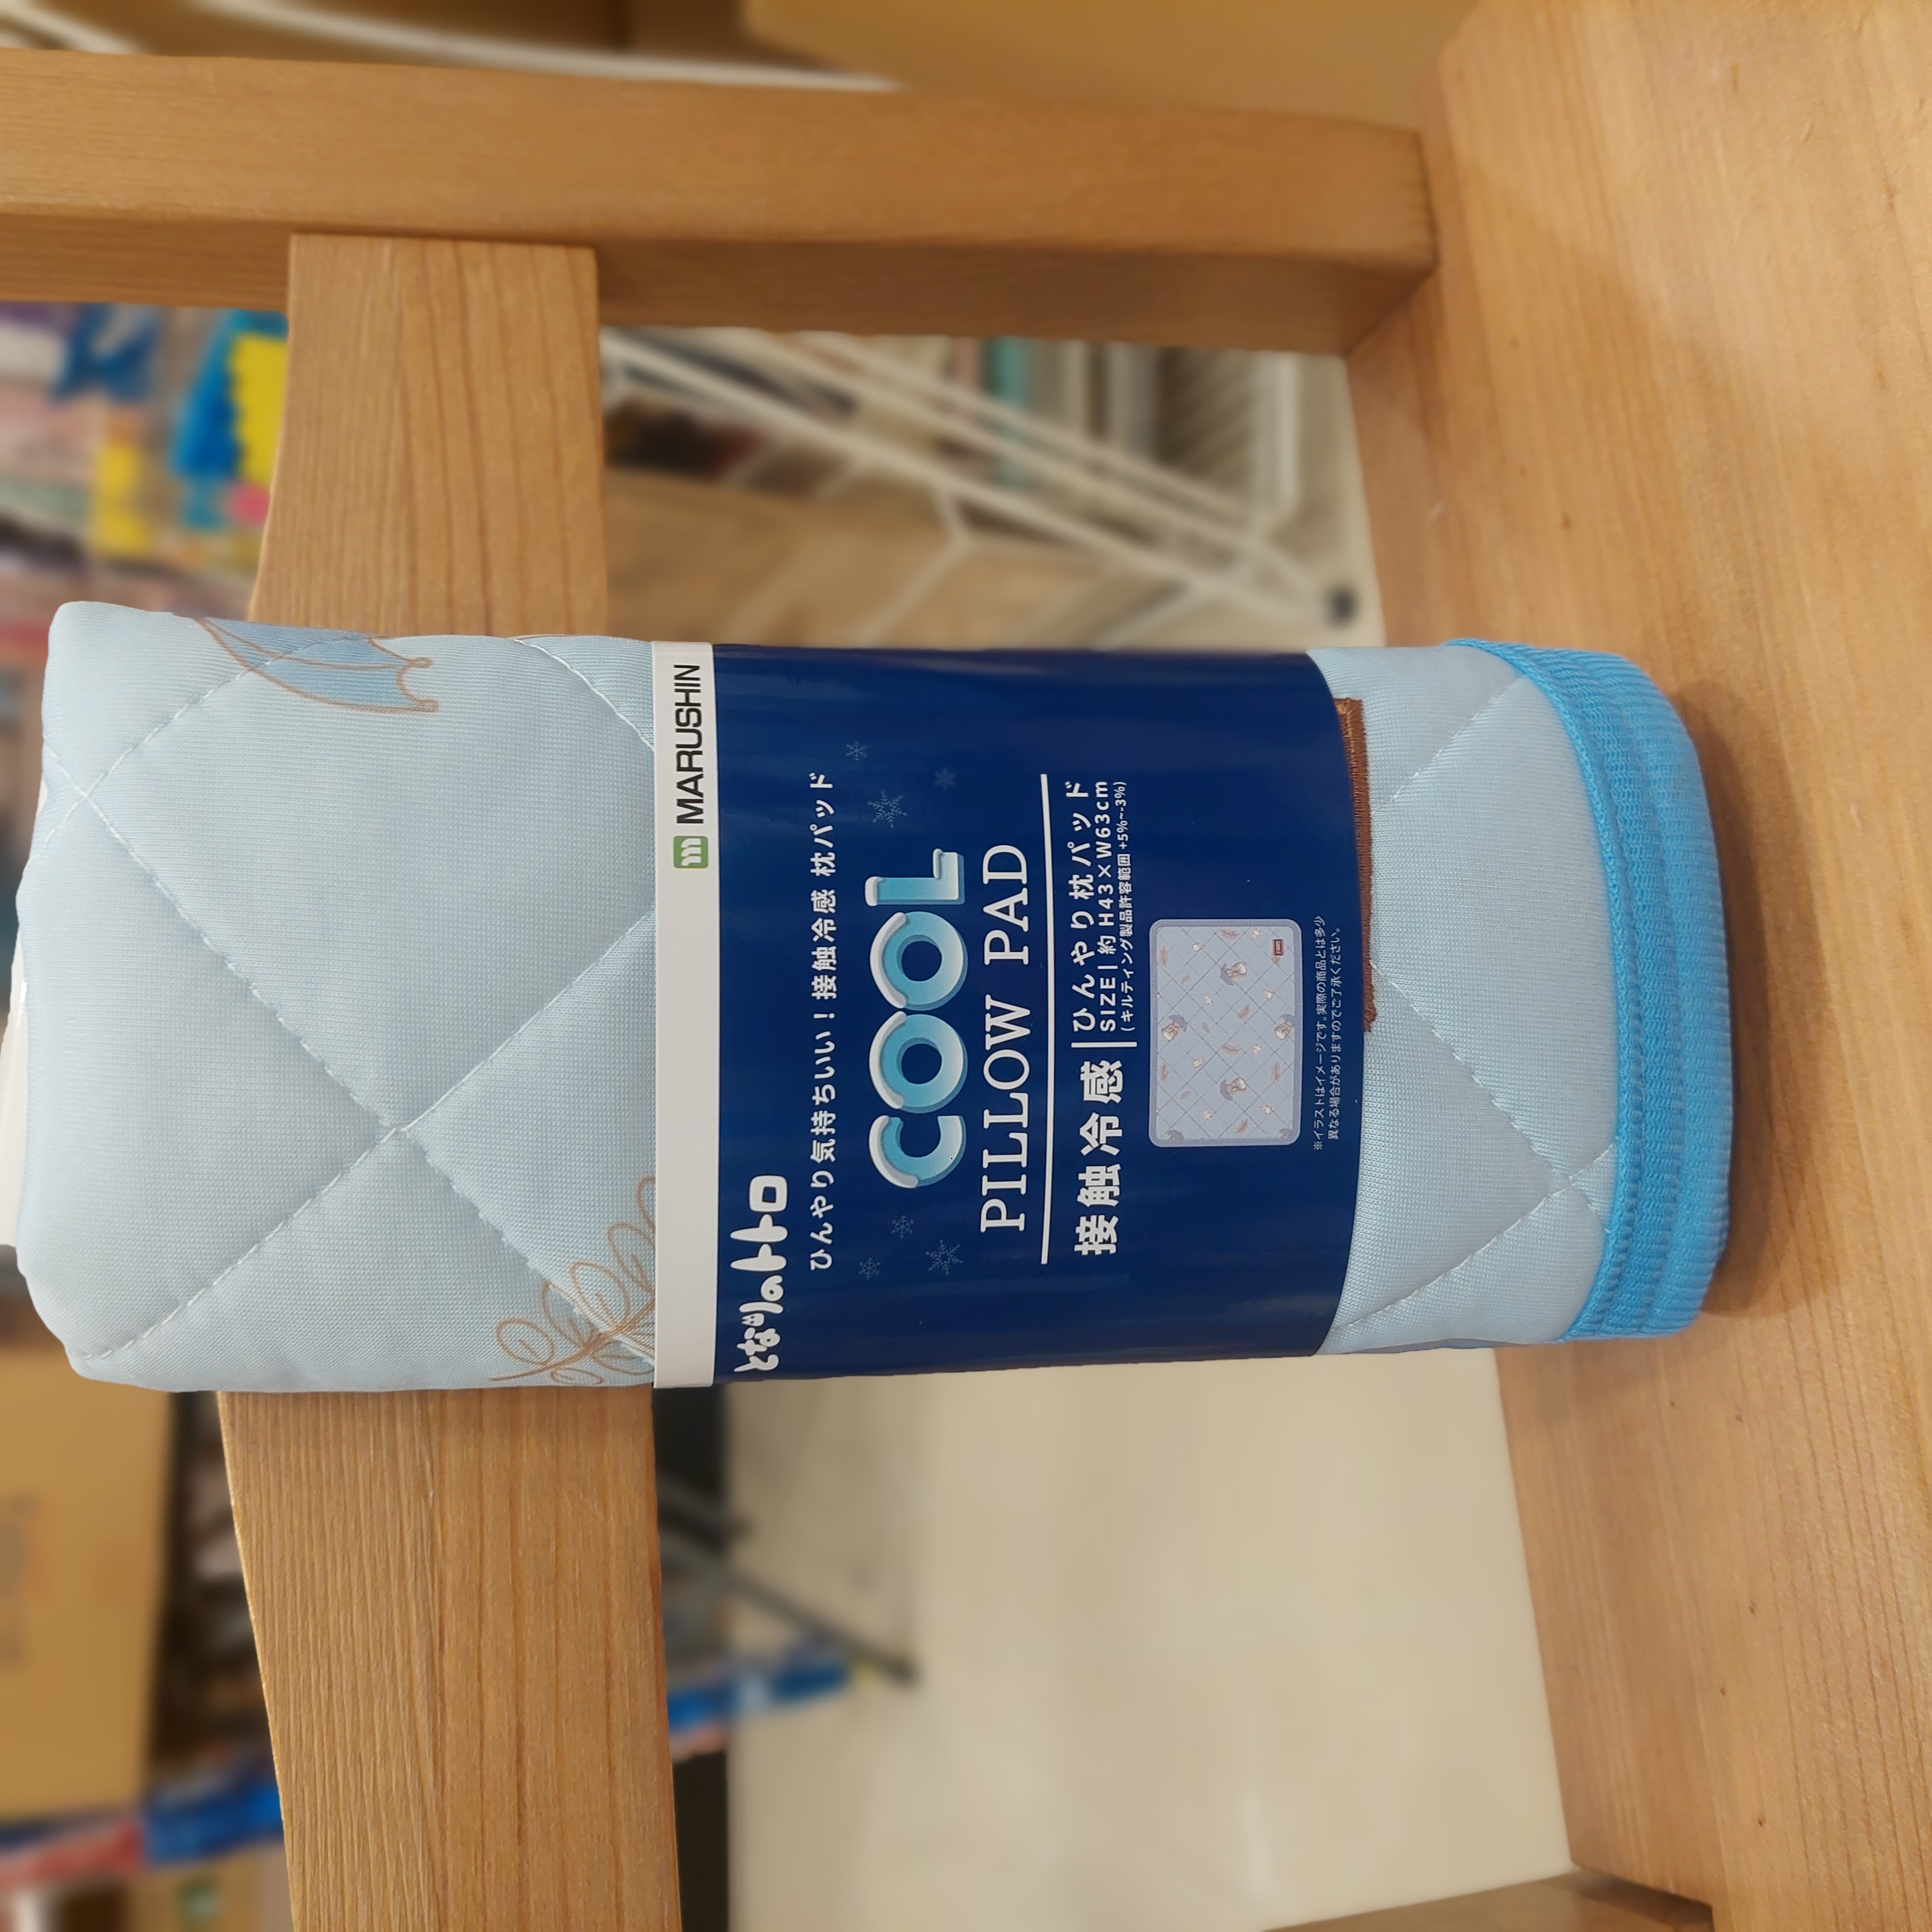 MARUSHIN
となりのトトロ
ひんやり気持ちいい！接触冷感 枕パッド
COOL
PILLOW PAD
接触冷感
ひんやり枕パッド
SIZE | 約 H43×W63cm
(キルティング製品許容範囲 +5%~-3%)
※イラストはイメージです。実際の商品とは多少
異なる場合がありますのでご了承ください。